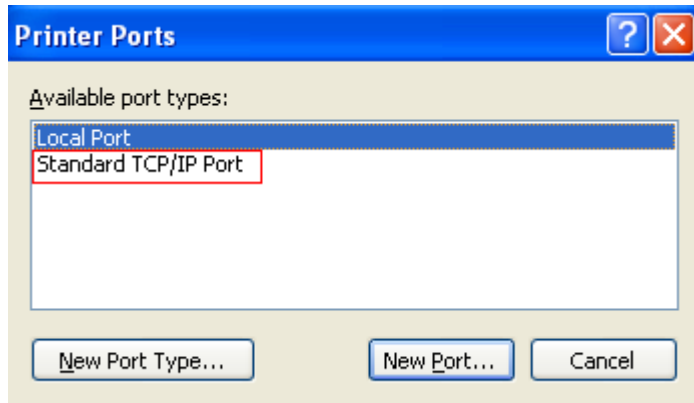 Printer Ports
Available port types:
Local Port
Standard TCP/IP Port
New Port Type...
New Port...
Cancel